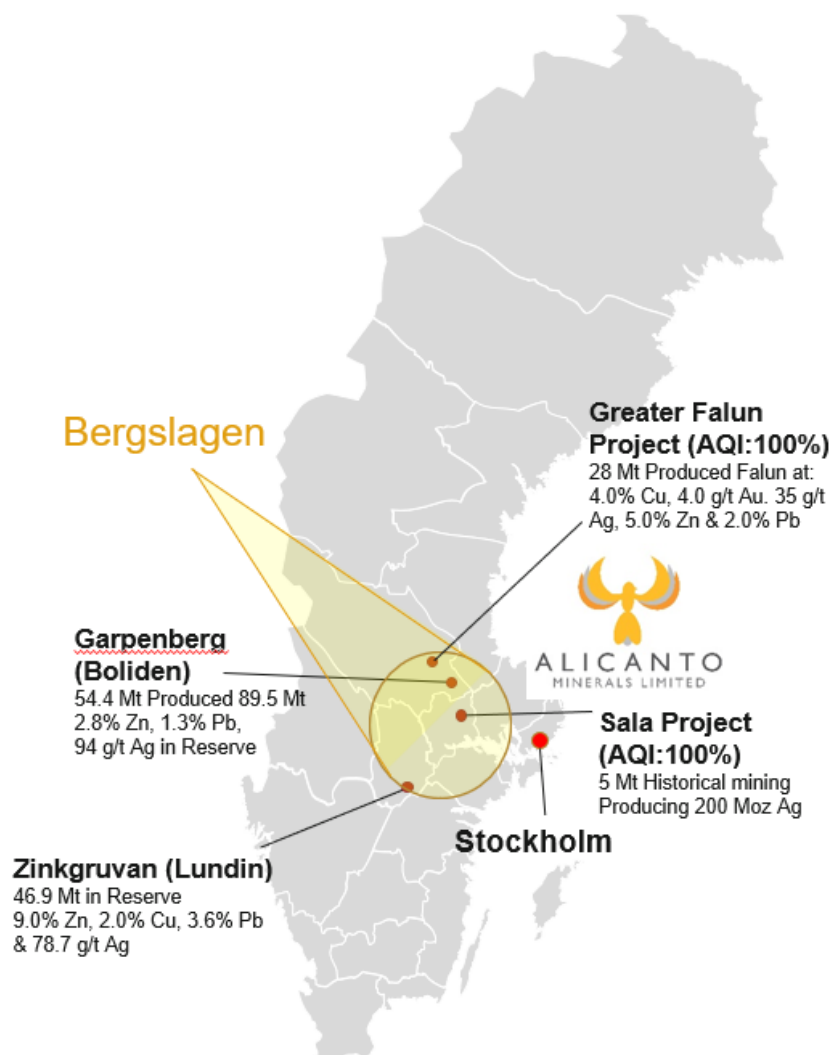 Bergslagen
Greater Falun
Project (AQI:100%)
28 Mt Produced Falun at:
4.0% Cu, 4.0 g/t Au. 35 g/t
Ag, 5.0% Zn & 2.0% Pb
ALICANTO
MINERALS LIMITED
Garpenberg
(Boliden)
54.4 Mt Produced 89.5 Mt
2.8% Zn, 1.3% Pb,
94 g/t Ag in Reserve
Sala Project
(AQI:100%)
5 Mt Historical mining
Producing 200 Moz Ag
Stockholm
Zinkgruvan (Lundin)
46.9 Mt in Reserve
9.0% Zn, 2.0% Cu, 3.6% Pb
& 78.7 g/t Ag